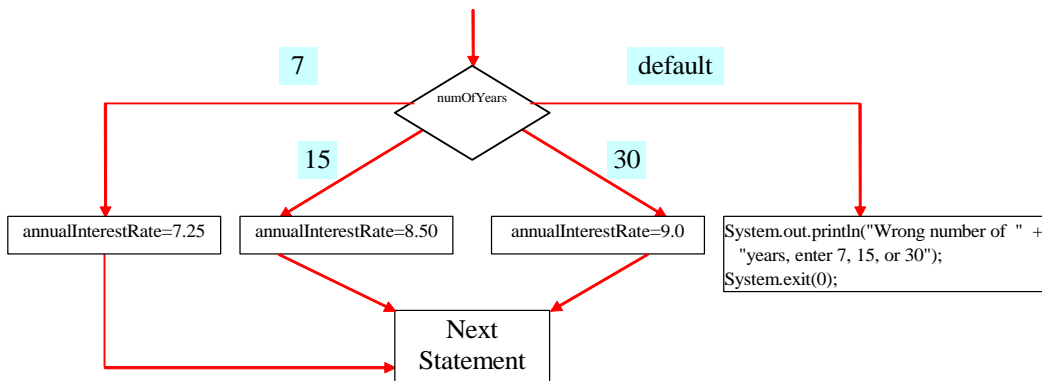 7
default
numOfYears
15
30
annualInterestRate=7.25
annualInterestRate=8.50
annualInterestRate=9.0
System.out.println("Wrong number of " +
"years, enter 7, 15, or 30");
System.exit(0);
Next
Statement